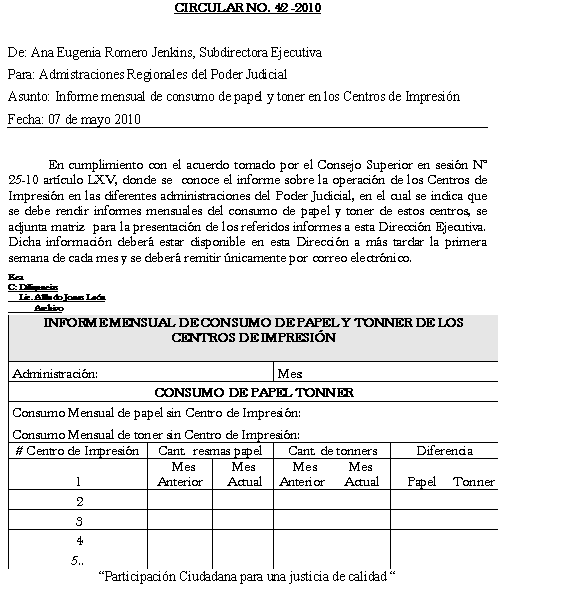 CIRCULAR NO. 42 -2010
De: Ana Eugenia Romero Jenkins, Subdirectora Ejecutiva
Para: Admistraciones Regionales del Poder Judicial
Asunto: Informe mensual de consumo de papel y toner en los Centros de Impresión
Fecha: 07 de mayo 2010
En cumplimiento con el acuerdo tomado por el Consejo Superior en sesión N°
25-10 artículo LXV, donde se conoce el informe sobre la operación de los Centros de
Impresión en las diferentes administraciones del Poder Judicial, en el cual se indica que
se debe rendir informes mensuales del consumo de papel y toner de estos centros, se
adjunta matriz para la presentación de los referidos informes a esta Dirección Ejecutiva.
Dicha información deberá estar disponible en esta Dirección a más tardar la primera
semana de cada mes y se deberá remitir únicamente por correo electrónico.
C: Diligencias
Lic. Alfredo Jones León
Archivo
INFORME MENSUAL DE CONSUMO DE PAPEL Y TONNER DE LOS
CENTROS DE IMPRESIÓN
Administración: Mes:
CONSUMO DE PAPEL TONNER
Consumo Mensual de papel sin Centro de Impresión:
Consumo Mensual de toner sin Centro de Impresión:
# Centro de Impresión Cant. resmas papel Cant. de tonners Diferencia
Mes Mes Mes Mes
1 Anterior Actual Anterior Actual Papel Tonner
2
3
4
5..
“Participación Ciudadana para una justicia de calidad “